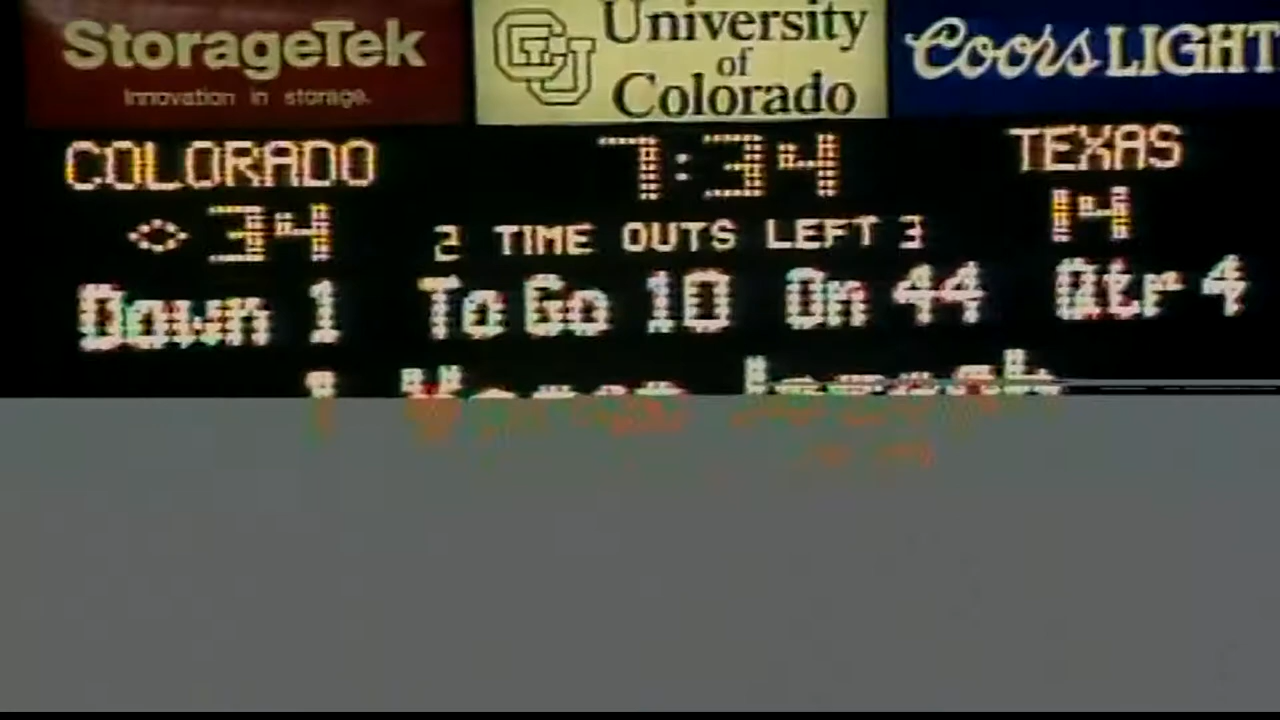 StorageTek
Innovation in storage.
CU
University
of
Colorado
Coors LIGHT
COLORADO 7:34 TEXAS
34 2 TIME OUTS LEFT 3 14
Down 1 To Go 10 On 44 Qtr 4